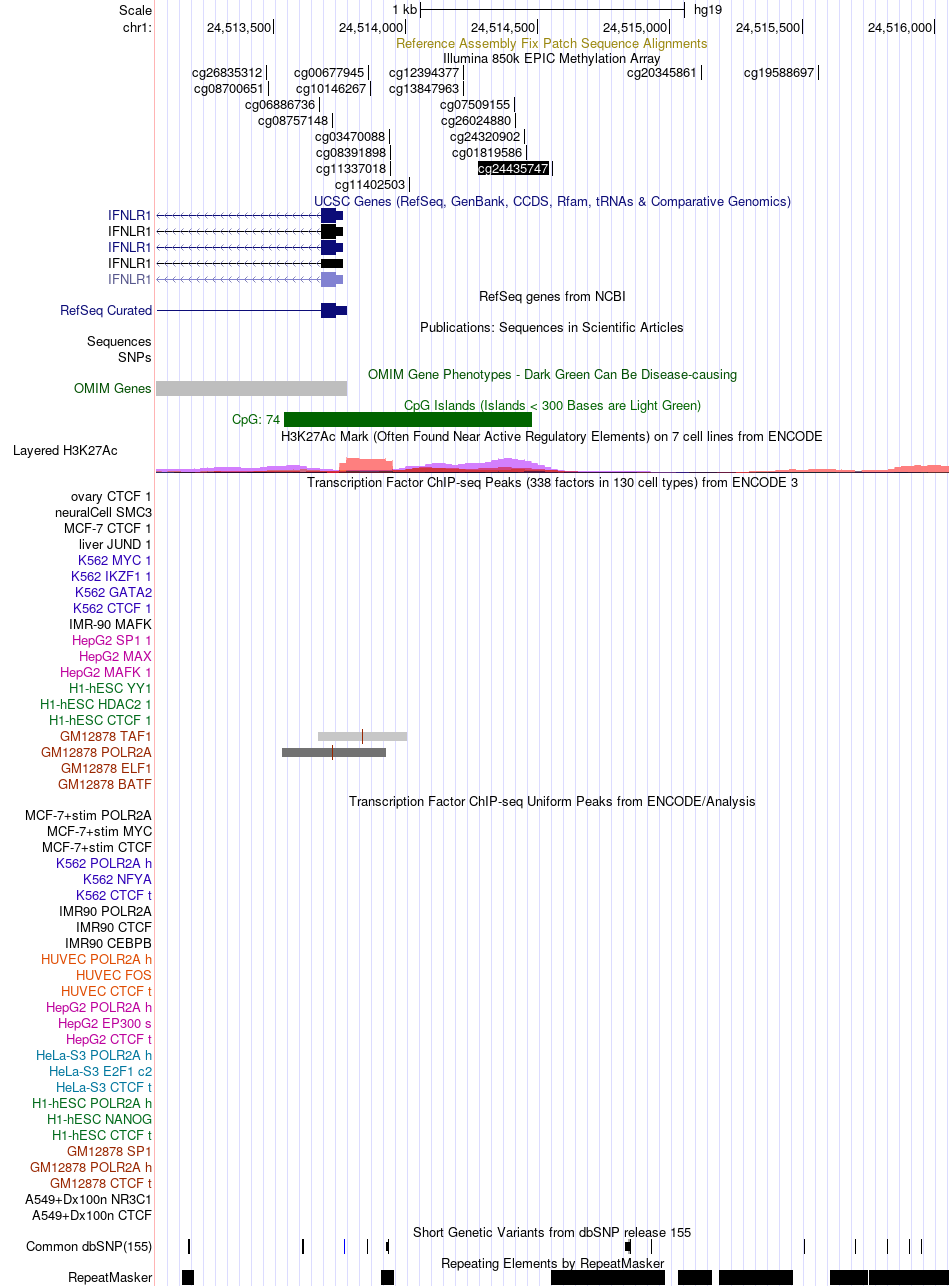 Scale 1 kb hg19
chr1: 24,513,500 24,514,000 24,514,500 24,515,000 24,515,500 24,516,000
Reference Assembly Fix Patch Sequence Alignments
Illumina 850k EPIC Methylation Array
cg26835312 cg00677945 cg12394377 cg20345861 cg19588697
cg08700651 cg10146267 cg13847963
cg06886736 cg07509155
cg08757148 cg26024880
cg03470088 cg24320902
cg08391898 cg01819586
cg11337018 cg24435747
cg11402503
UCSC Genes (RefSeq, GenBank, CCDS, Rfam, tRNAs & Comparative Genomics)
IFNLR1
IFNLR1
IFNLR1
IFNLR1
IFNLR1
RefSeq genes from NCBI
RefSeq Curated
Publications: Sequences in Scientific Articles
Sequences
SNPs
OMIM Gene Phenotypes - Dark Green Can Be Disease-causing
OMIM Genes
CpG Islands (Islands < 300 Bases are Light Green)
CpG: 74
H3K27Ac Mark (Often Found Near Active Regulatory Elements) on 7 cell lines from ENCODE
Layered H3K27Ac
Transcription Factor ChIP-seq Peaks (338 factors in 130 cell types) from ENCODE 3
ovary CTCF 1
neuralCell SMC3
MCF-7 CTCF 1
liver JUND 1
K562 MYC 1
K562 IKZF1 1
K562 GATA2
K562 CTCF 1
IMR-90 MAFK
HepG2 SP1 1
HepG2 MAX
HepG2 MAFK 1
H1-hESC YY1
H1-hESC HDAC2 1
H1-hESC CTCF 1
GM12878 TAF1
GM12878 POLR2A
GM12878 ELF1
GM12878 BATF
Transcription Factor ChIP-seq Uniform Peaks from ENCODE/Analysis
MCF-7+stim POLR2A
MCF-7+stim MYC
MCF-7+stim CTCF
K562 POLR2A h
K562 NFYA
K562 CTCF t
IMR90 POLR2A
IMR90 CTCF
IMR90 CEBPB
HUVEC POLR2A h
HUVEC FOS
HUVEC CTCF t
HepG2 POLR2A h
HepG2 EP300 s
HepG2 CTCF t
HeLa-S3 POLR2A h
HeLa-S3 E2F1 c2
HeLa-S3 CTCF t
H1-hESC POLR2A h
H1-hESC NANOG
H1-hESC CTCF t
GM12878 SP1
GM12878 POLR2A h
GM12878 CTCF t
A549+Dx100n NR3C1
A549+Dx100n CTCF
Short Genetic Variants from dbSNP release 155
Common dbSNP(155)
Repeating Elements by RepeatMasker
RepeatMasker